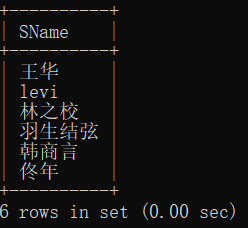 +----------+
| SName    |
+----------+
| 王华
| levi
| 林之校
| 羽生结弦
| 韩商言
| 佟年
+----------+
6 rows in set (0.00 sec)